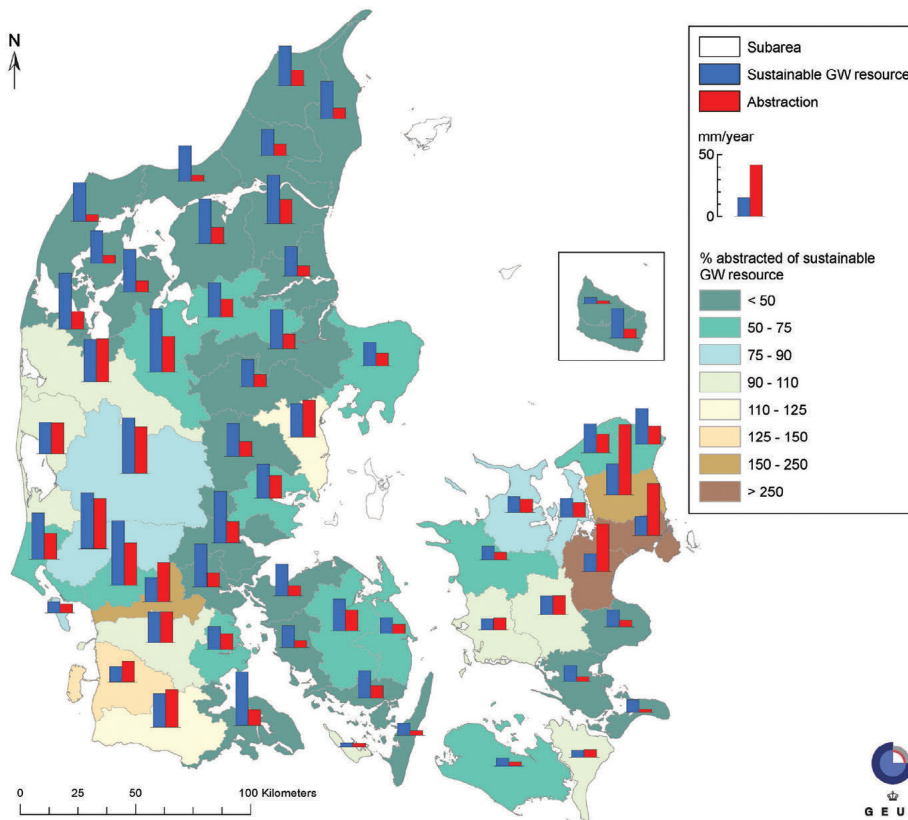 N
Subarea
Sustainable GW resource
Abstraction
mm/year
50
0
% abstracted of sustainable
GW resource
< 50
50 - 75
75 - 90
90 - 110
110 - 125
125 - 150
150 - 250
> 250
0 25 50 100 Kilometers
G E U